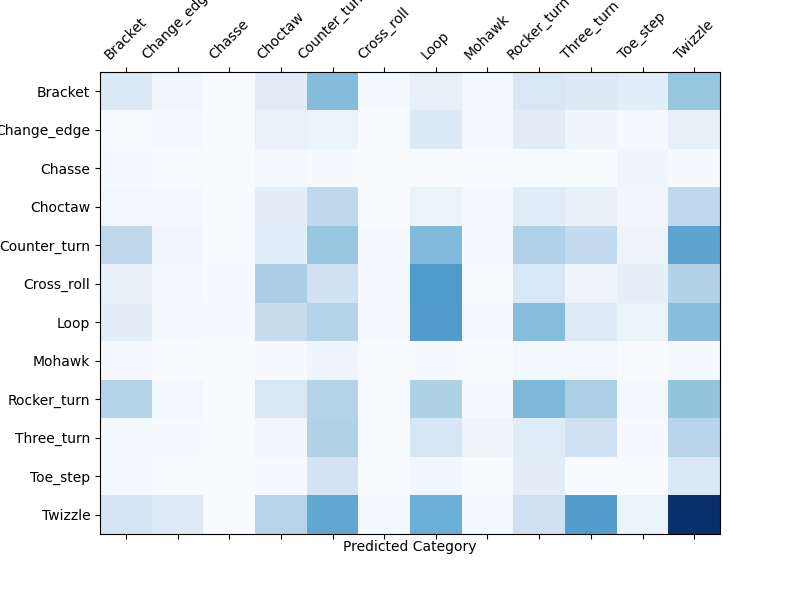 Bracket
Change_edg
Chasse
Choctaw
Counter_turn
Cross_roll
Loop
Mohawk
Rocker_turn
Three_turn
Toe_step
Twizzle
Bracket
Change_edge
Chasse
Choctaw
Counter_turn
Cross_roll
Loop
Mohawk
Rocker_turn
Three_turn
Toe_step
Twizzle
Predicted Category